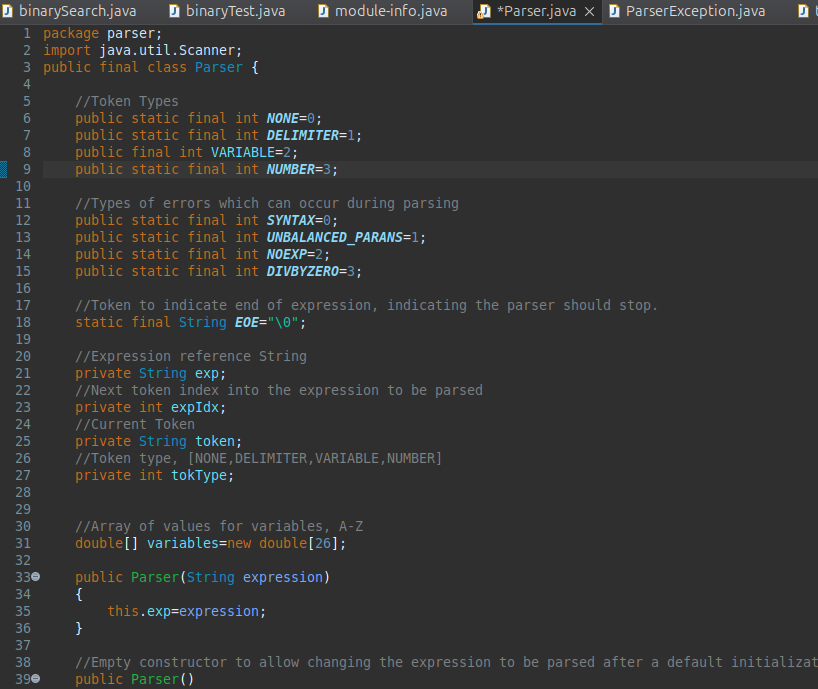 binarySearch.java binaryTest.java module-info.java *Parser.java ParserException.java
1 package parser;
2 import java.util.Scanner;
3 public final class Parser {
4
5 //Token Types
6 public static final int NONE=0;
7 public static final int DELIMITER=1;
8 public final int VARIABLE=2;
9 public static final int NUMBER=3;
10
11 //Types of errors which can occur during parsing
12 public static final int SYNTAX=0;
13 public static final int UNBALANCED_PARANS=1;
14 public static final int NOEXP=2;
15 public static final int DIVBYZERO=3;
16
17 //Token to indicate end of expression, indicating the parser should stop.
18 static final String EOE="\0";
19
20 //Expression reference String
21 private String exp;
22 //Next token index into the expression to be parsed
23 private int expIdx;
24 //Current Token
25 private String token;
26 //Token type, [NONE,DELIMITER,VARIABLE,NUMBER]
27 private int tokType;
28
29
30 //Array of values for variables, A-Z
31 double[] variables=new double[26];
32
33 public Parser(String expression)
34 {
35 this.exp=expression;
36 }
37
38 //Empty constructor to allow changing the expression to be parsed after a default initializat
39 public Parser()